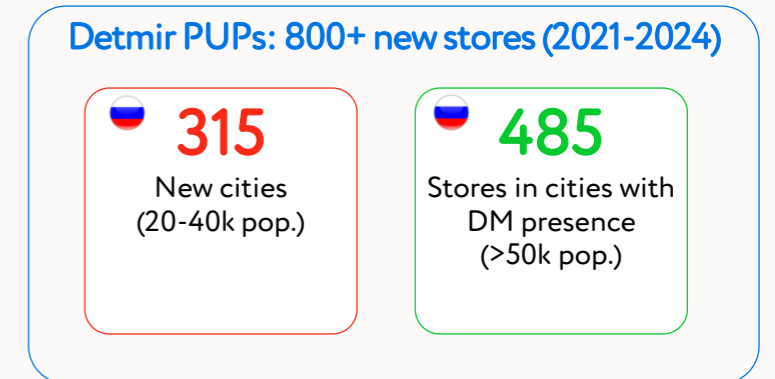 Detmir PUPs: 800+ new stores (2021-2024)
315
New cities
(20-40k pop.)
485
Stores in cities with
DM presence
(>50k pop.)